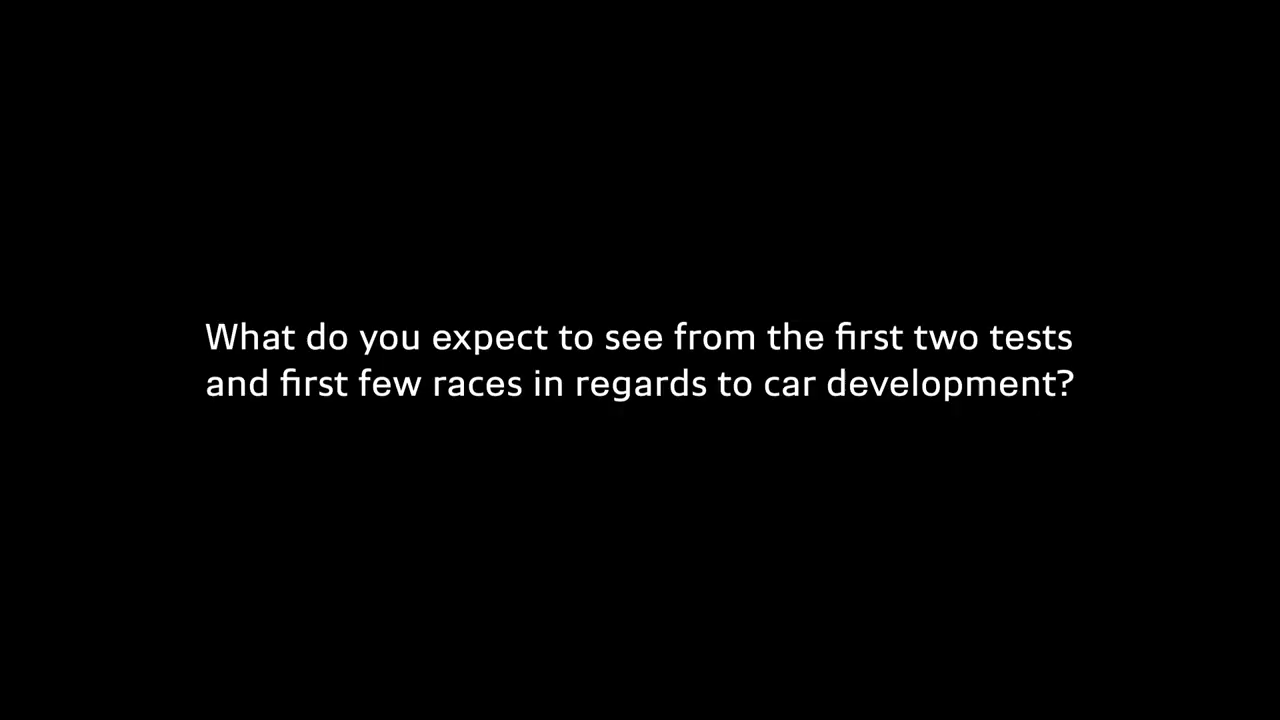 What do you expect to see from the first two tests
and first few races in regards to car development?